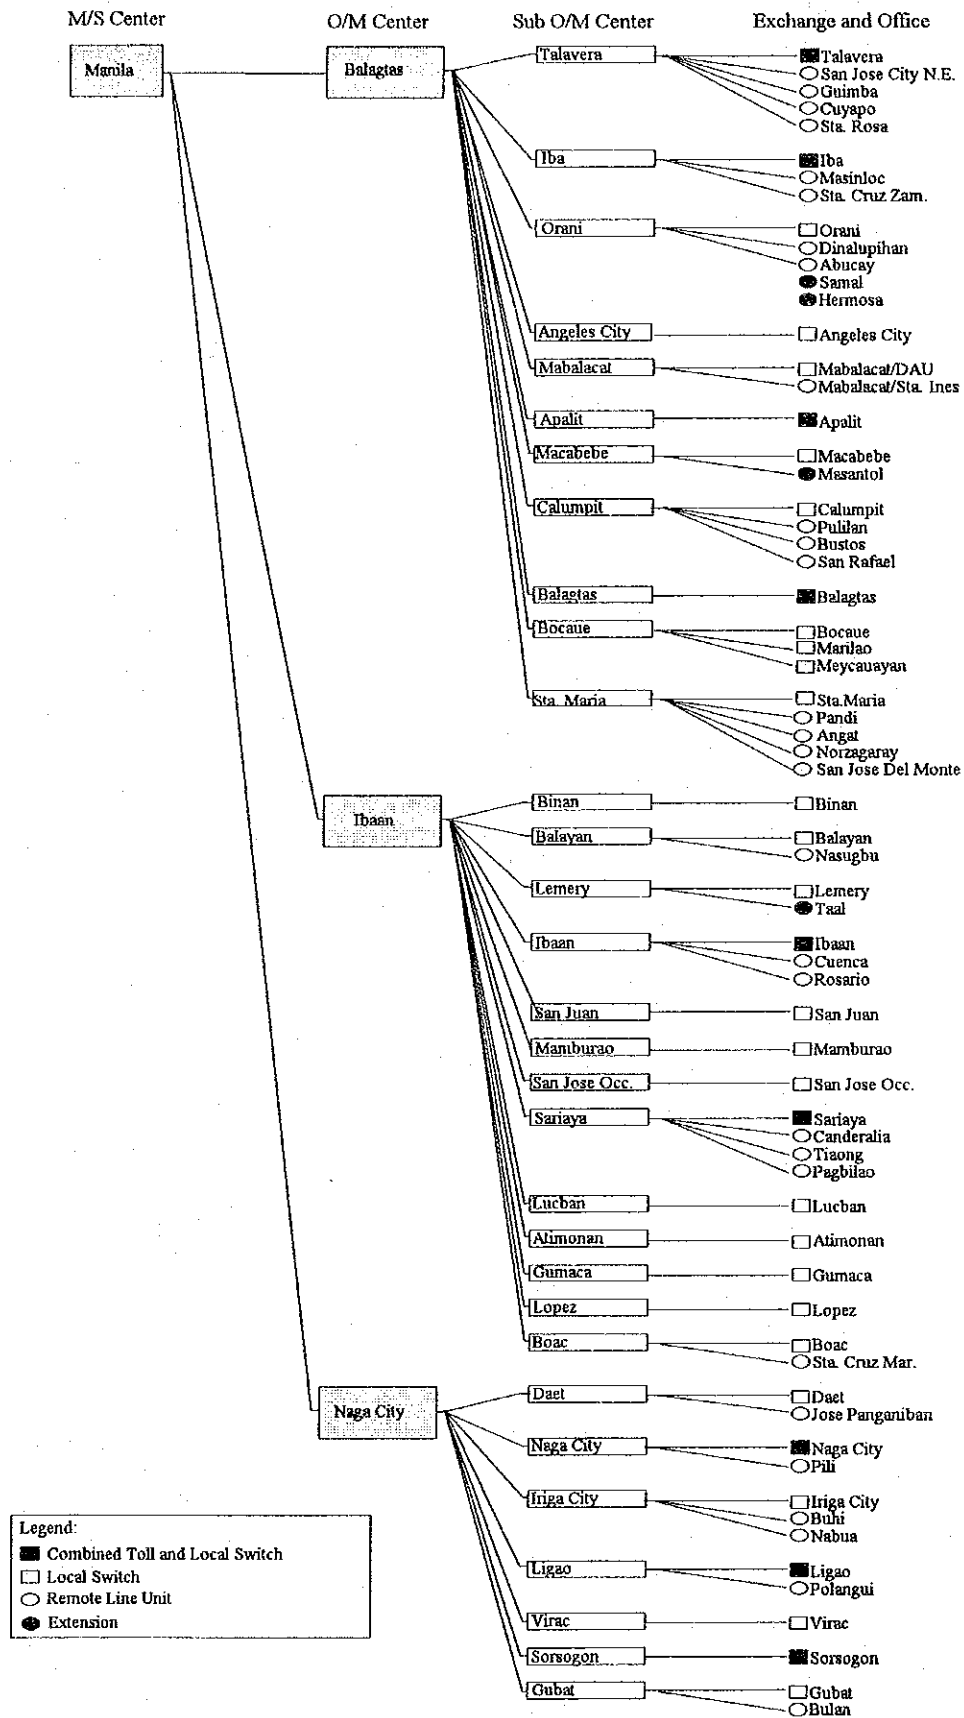 M/S Center O/M Center Sub O/M Center Exchange and Office
Manila Balagtas Talavera Talavera
San Jose City N.E.
Guimba
Cuyapo
Sta. Rosa
Iba Iba
Masinloc
Sta. Cruz Zam.
Orani Orani
Dinalupihan
Abucay
Samal
Hermosa
Angeles City Angeles City
Mabalacat Mabalacat/DAU
Mabalacat/Sta. Ines
Apalit Apalit
Macabebe Macabebe
Masantol
Calumpit Calumpit
Pulilan
Bustos
San Rafael
Balagtas Balagtas
Bocaue Bocaue
Marilao
Meycauayan
Sta. Maria Sta.Maria
Pandi
Angat
Norzagaray
San Jose Del Monte
Ibaan Binan Binan
Balayan Balayan
Nasugbu
Lemery Lemery
Taal
Ibaan Ibaan
Cuenca
Rosario
San Juan San Juan
Mamburao Mamburao
San Jose Occ. San Jose Occ.
Sariaya Sariaya
Canderalia
Tiaong
Pagbilao
Lucban Lucban
Atimonan Atimonan
Gumaca Gumaca
Lopez Lopez
Boac Boac
Sta. Cruz Mar.
Naga City Daet Daet
Jose Panganiban
Naga City Naga City
Pili
Iriga City Iriga City
Buhi
Nabua
Ligao Ligao
Polangui
Virac Virac
Sorsogon Sorsogon
Gubat Gubat
Bulan
Legend:
Combined Toll and Local Switch
Local Switch
Remote Line Unit
Extension